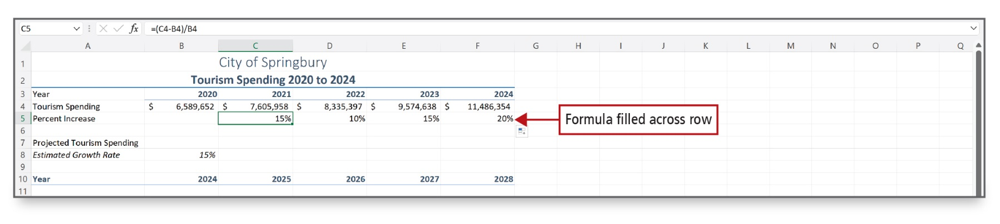 C5 fx =(C4-B4)/B4
A B C D E F G H I J K L M N O P Q
1 City of Springbury
2 Tourism Spending 2020 to 2024
3 Year 2020 2021 2022 2023 2024
4 Tourism Spending $ 6,589,652 $ 7,605,958 $ 8,335,397 $ 9,574,638 $ 11,486,354
5 Percent Increase 15% 10% 15% 20% Formula filled across row
6
7 Projected Tourism Spending
8 Estimated Growth Rate 15%
9
10 Year 2024 2025 2026 2027 2028
11